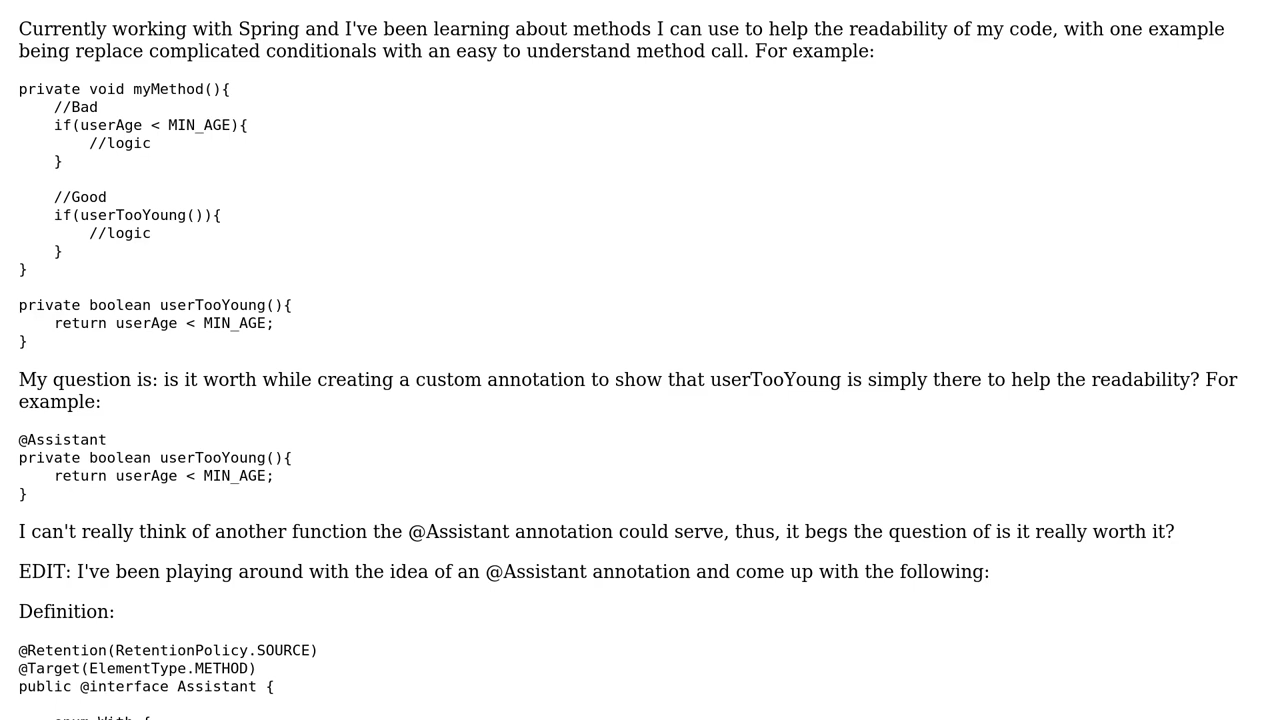 Currently working with Spring and I've been learning about methods I can use to help the readability of my code, with one example
being replace complicated conditionals with an easy to understand method call. For example:
private void myMethod(){
    //Bad
    if(userAge < MIN_AGE){
        //logic
    }

    //Good
    if(userTooYoung()){
        //logic
    }
}

private boolean userTooYoung(){
    return userAge < MIN_AGE;
}
My question is: is it worth while creating a custom annotation to show that userTooYoung is simply there to help the readability? For
example:
@Assistant
private boolean userTooYoung(){
    return userAge < MIN_AGE;
}
I can't really think of another function the @Assistant annotation could serve, thus, it begs the question of is it really worth it?
EDIT: I've been playing around with the idea of an @Assistant annotation and come up with the following:
Definition:
@Retention(RetentionPolicy.SOURCE)
@Target(ElementType.METHOD)
public @interface Assistant {

    enum With {